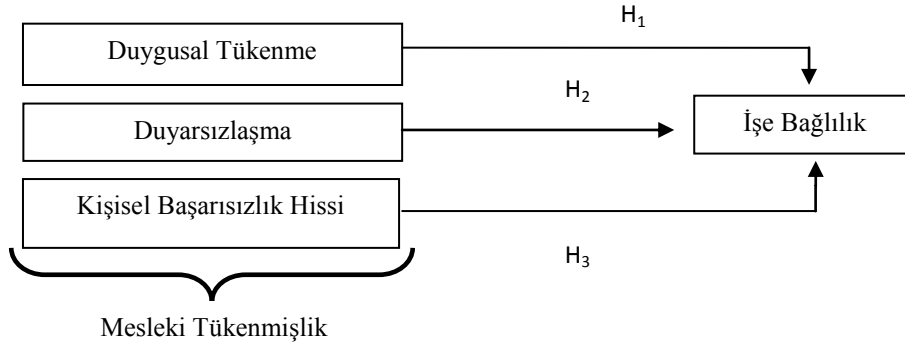 H1
Duygusal Tükenme
H2
Duyarsızlaşma
İşe Bağlılık
Kişisel Başarısızlık Hissi
H3
Mesleki Tükenmişlik